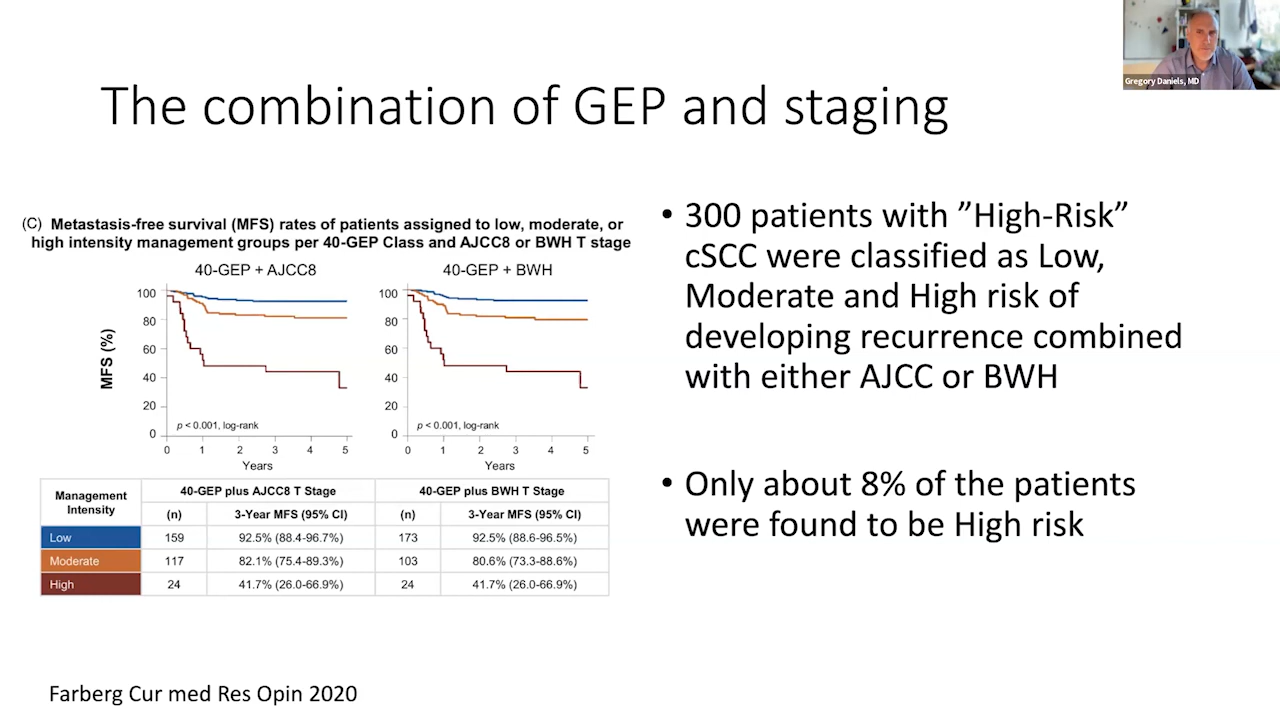 Gregory Daniels, MD
The combination of GEP and staging
(C) Metastasis-free survival (MFS) rates of patients assigned to low, moderate, or
high intensity management groups per 40-GEP Class and AJCC8 or BWH T stage
40-GEP + AJCC8
40-GEP + BWH
MFS (%)
100
80
60
40
20
0
p < 0.001, log-rank
0 1 2 3 4 5
Years
100
80
60
40
20
0
p < 0.001, log-rank
0 1 2 3 4 5
Years
Management Intensity
40-GEP plus AJCC8 T Stage 40-GEP plus BWH T Stage
(n) 3-Year MFS (95% CI) (n) 3-Year MFS (95% CI)
Low 159 92.5% (88.4-96.7%) 173 92.5% (88.6-96.5%)
Moderate 117 82.1% (75.4-89.3%) 103 80.6% (73.3-88.6%)
High 24 41.7% (26.0-66.9%) 24 41.7% (26.0-66.9%)
• 300 patients with ”High-Risk”
cSCC were classified as Low,
Moderate and High risk of
developing recurrence combined
with either AJCC or BWH
• Only about 8% of the patients
were found to be High risk
Farberg Cur med Res Opin 2020